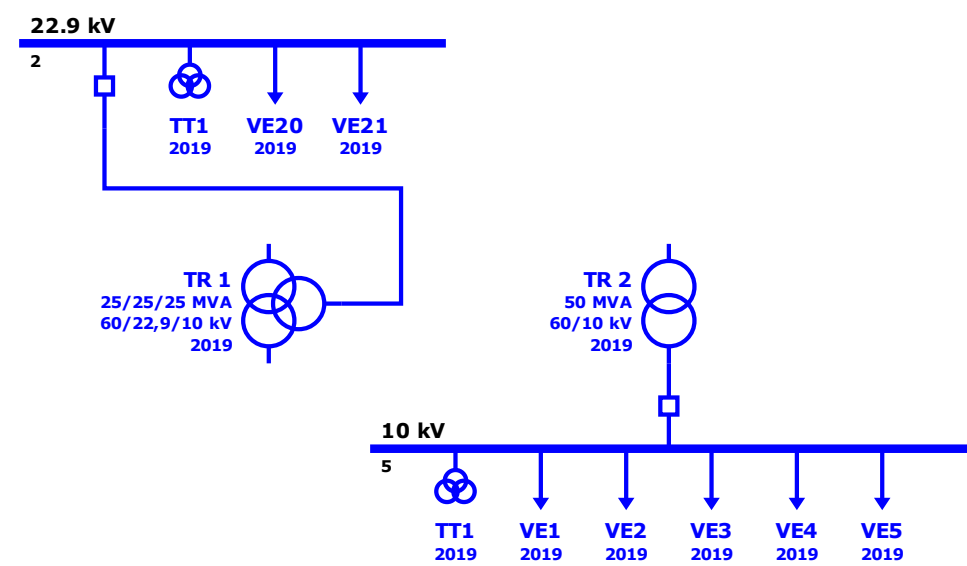 22.9 kV
2
TT1
2019
VE20
2019
VE21
2019
TR 1
25/25/25 MVA
60/22,9/10 kV
2019
TR 2
50 MVA
60/10 kV
2019
10 kV
5
TT1
2019
VE1
2019
VE2
2019
VE3
2019
VE4
2019
VE5
2019